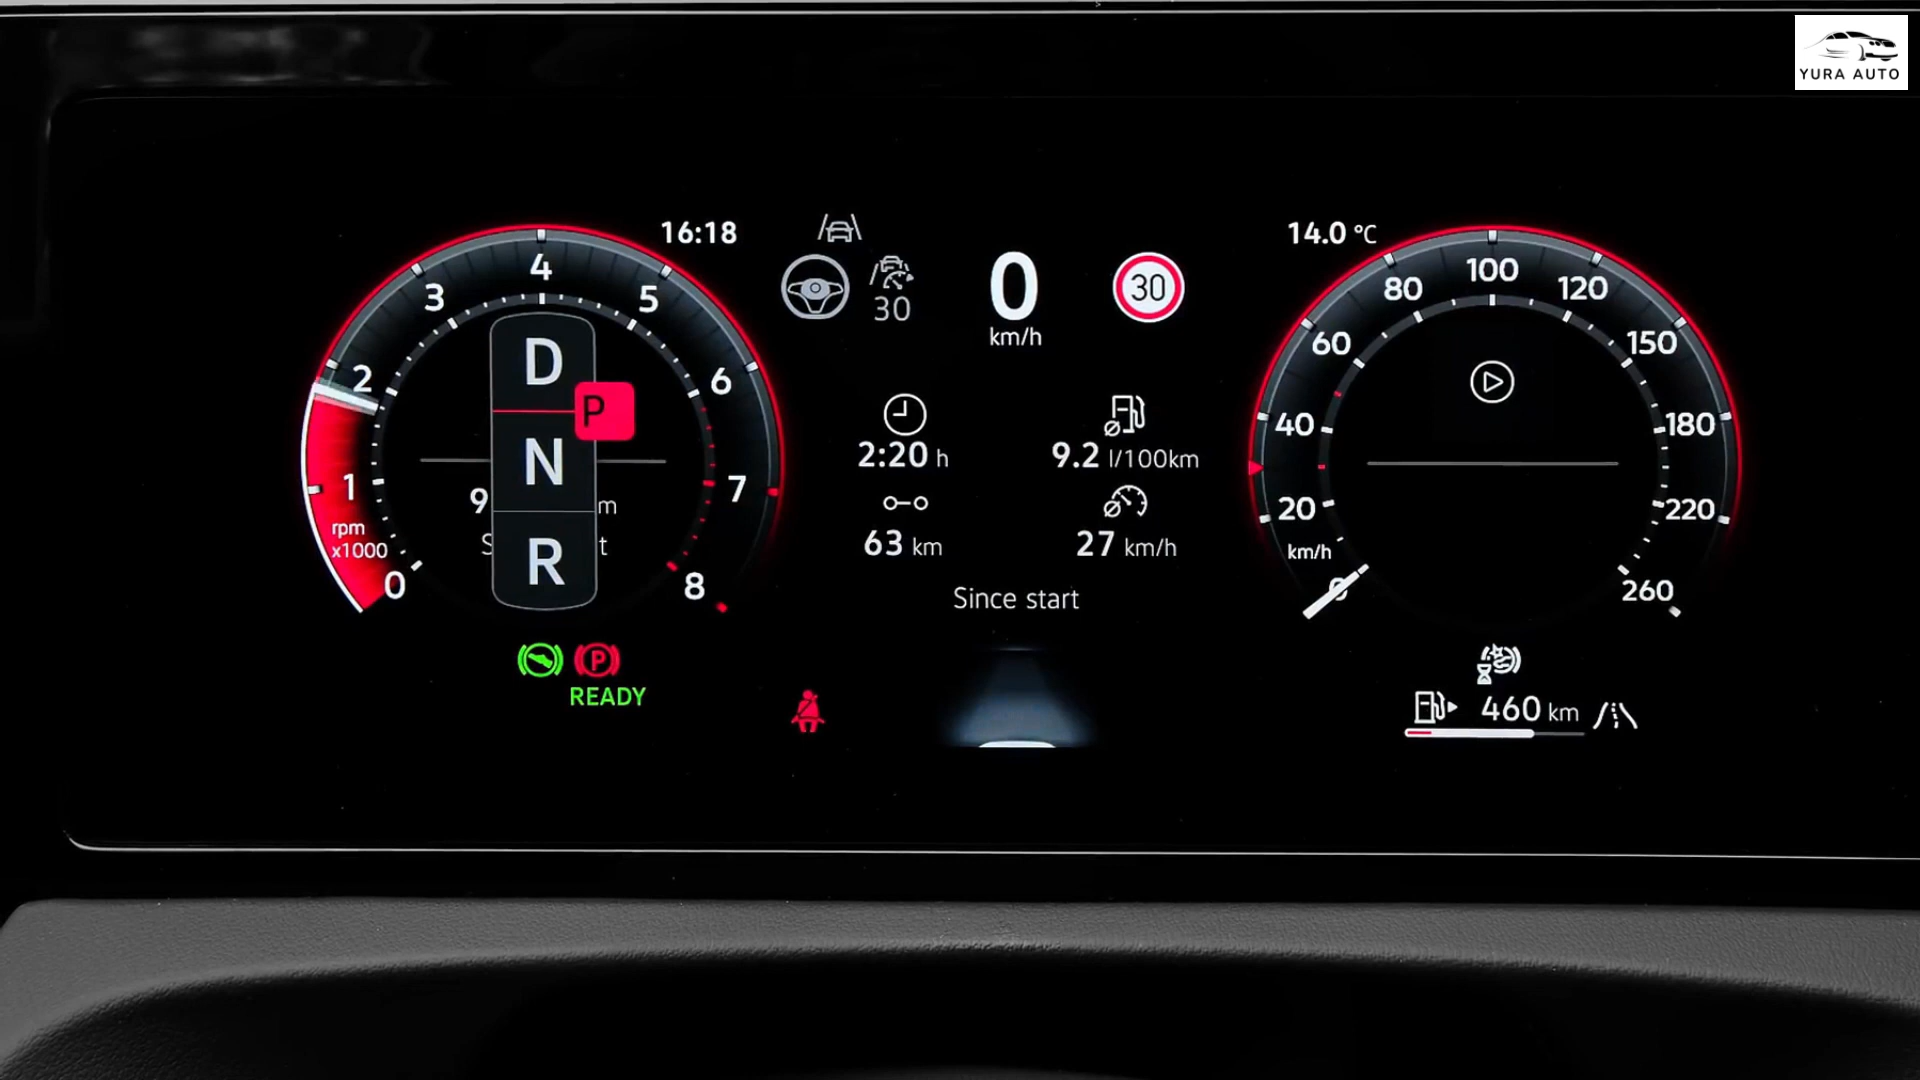 YURA AUTO
16:18
14.0 °C
0
km/h
30
30
0
1
2
3
4
5
6
7
8
rpm
x1000
D
P
N
R
9
m
S
t
2:20 h
9.2 l/100km
63 km
27 km/h
Since start
0
20
40
60
80
100
120
150
180
220
260
km/h
P
READY
460 km